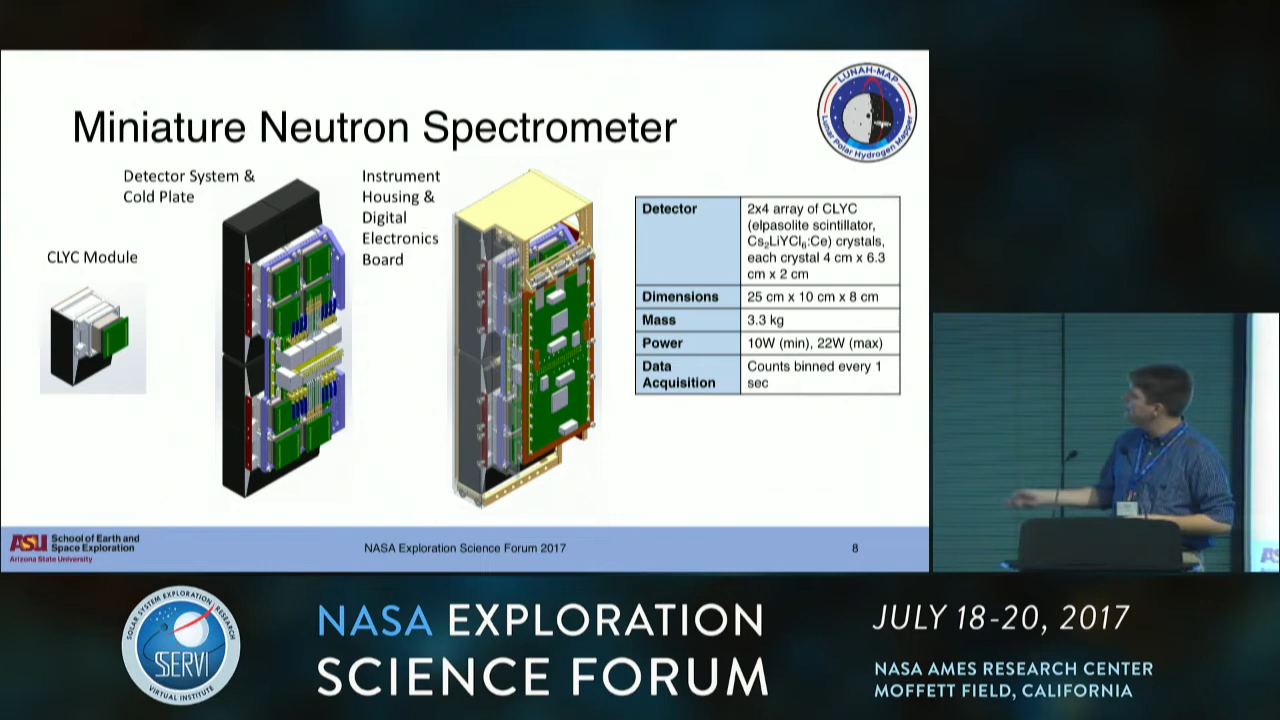 Miniature Neutron Spectrometer
LUNAH-MAP
Lunar Polar Hydrogen Mapper
Detector System &
Cold Plate
Instrument
Housing &
Digital
Electronics
Board
CLYC Module
Detector
2x4 array of CLYC
(elpasolite scintillator,
Cs₂LiYCl₆:Ce) crystals,
each crystal 4 cm x 6.3
cm x 2 cm
Dimensions
25 cm x 10 cm x 8 cm
Mass
3.3 kg
Power
10W (min), 22W (max)
Data
Acquisition
Counts binned every 1
sec
ASU School of Earth and
Space Exploration
Arizona State University
NASA Exploration Science Forum 2017
8
SOLAR SYSTEM EXPLORATION RESEARCH
SSERVI
VIRTUAL INSTITUTE
NASA EXPLORATION
SCIENCE FORUM
JULY 18-20, 2017
NASA AMES RESEARCH CENTER
MOFFETT FIELD, CALIFORNIA